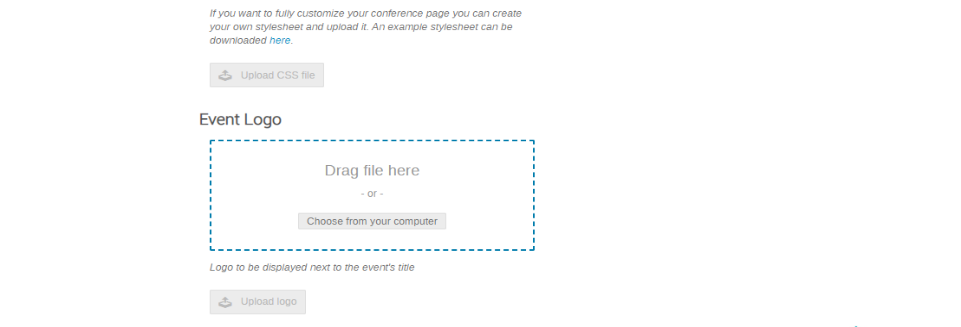 If you want to fully customize your conference page you can create
your own stylesheet and upload it. An example stylesheet can be
downloaded here.
Upload CSS file
Event Logo
Drag file here
- or -
Choose from your computer
Logo to be displayed next to the event's title
Upload logo